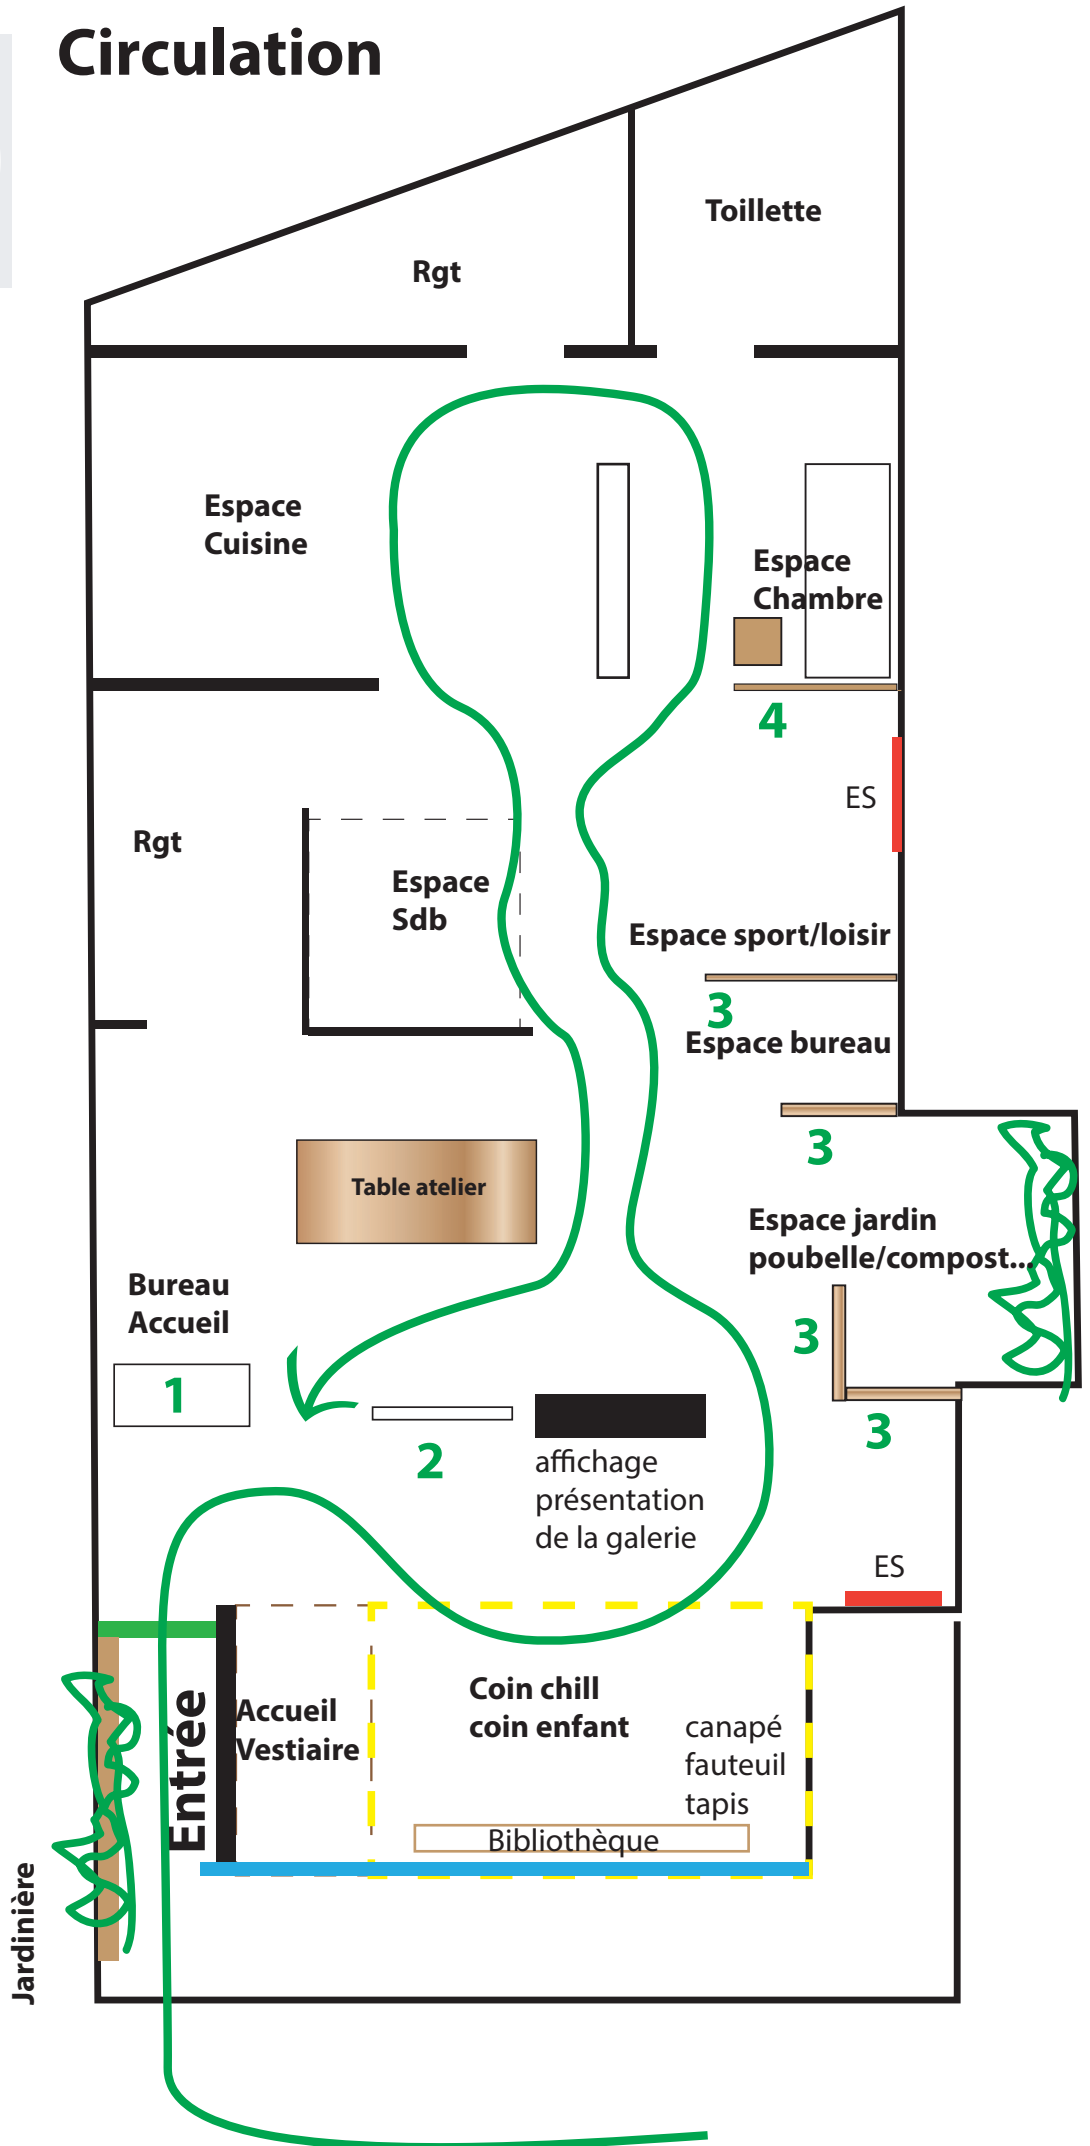 Circulation
Toillette
Rgt
Espace
Cuisine
Espace
Chambre
4
ES
Rgt
Espace
Sdb
Espace sport/loisir
3
Espace bureau
3
Table atelier
Espace jardin
poubelle/compost...
Bureau
Accueil
3
1
3
2
affichage
présentation
de la galerie
ES
Entrée
Accueil
Vestiaire
Coin chill
coin enfant
canapé
fauteuil
tapis
Bibliothèque
Jardinière